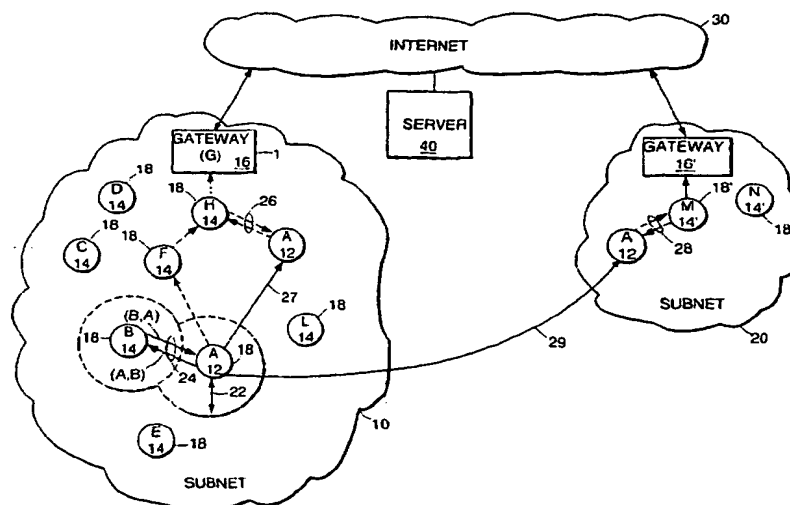 30
INTERNET
SERVER
40
GATEWAY
(G)
16
1
GATEWAY
16'
D
14
18
18
H
14
26
18'
M
14'
N
14'
18'
C
14
18
18
F
14
A
12
A
12
28
27
(B,A)
18
B
14
L
14
18
SUBNET
20
29
A
12
18
(A,B)
24
22
10
E
14
18
SUBNET